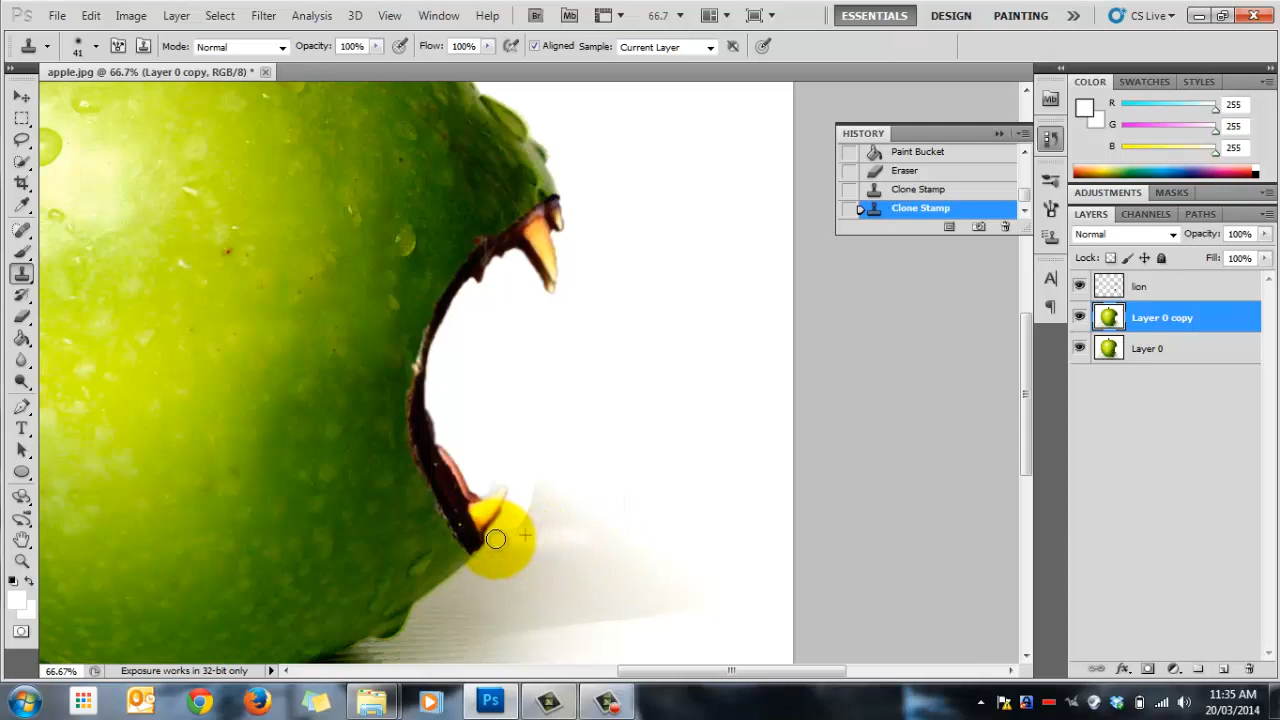 Ps File Edit Image Layer Select Filter Analysis 3D View Window Help Br Mb 66.7 ESSENTIALS DESIGN PAINTING CS Live
41 Mode: Normal Opacity: 100% Flow: 100% Aligned Sample: Current Layer
apple.jpg @ 66.7% (Layer 0 copy, RGB/8) *
HISTORY
Paint Bucket
Eraser
Clone Stamp
Clone Stamp
Mb
COLOR SWATCHES STYLES
R 255
G 255
B 255
ADJUSTMENTS MASKS
LAYERS CHANNELS PATHS
Normal Opacity: 100%
Lock: Fill: 100%
lion
Layer 0 copy
Layer 0
66.67% Exposure works in 32-bit only
Ps
11:35 AM
20/03/2014